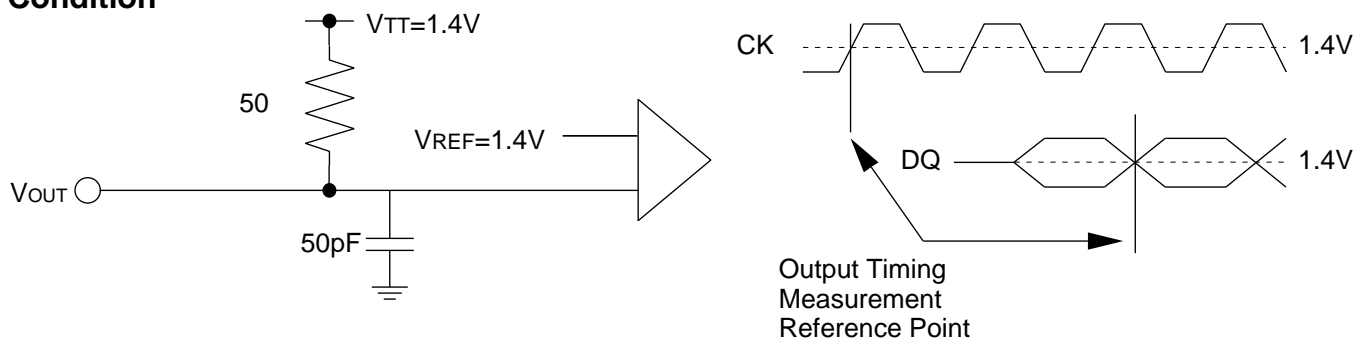 Condition
VTT=1.4V
50
VREF=1.4V
VOUT
50pF
CK
1.4V
DQ
1.4V
Output Timing
Measurement
Reference Point